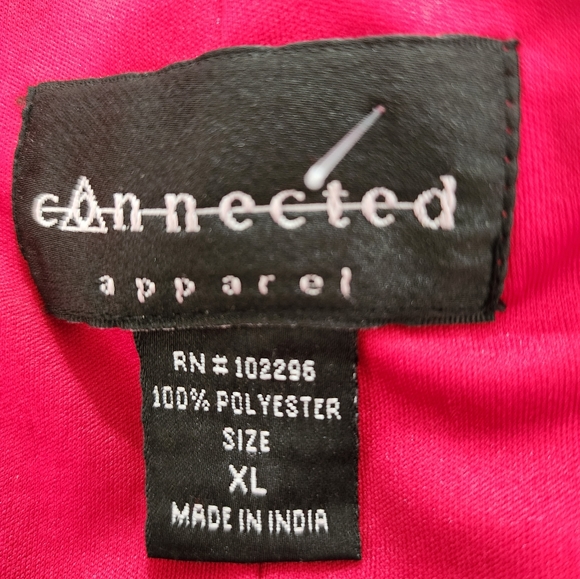 connected
apparel
RN # 102296
100% POLYESTER
SIZE
XL
MADE IN INDIA